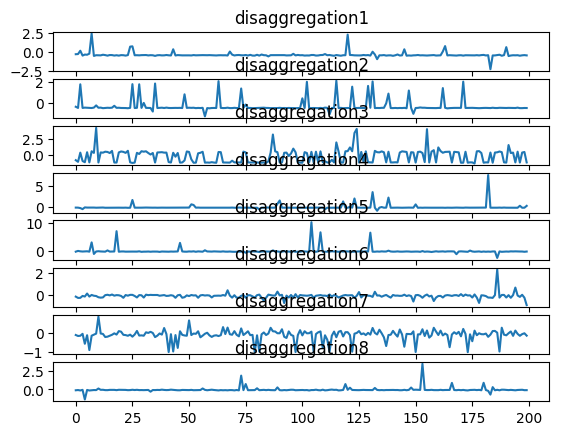 disaggregation1
2.5
0.0
−2.5
disaggregation2
2
0
disaggregation3
2.5
0.0
disaggregation4
5
0
disaggregation5
10
0
disaggregation6
2
0
disaggregation7
0
−1
disaggregation8
2.5
0.0
0 25 50 75 100 125 150 175 200